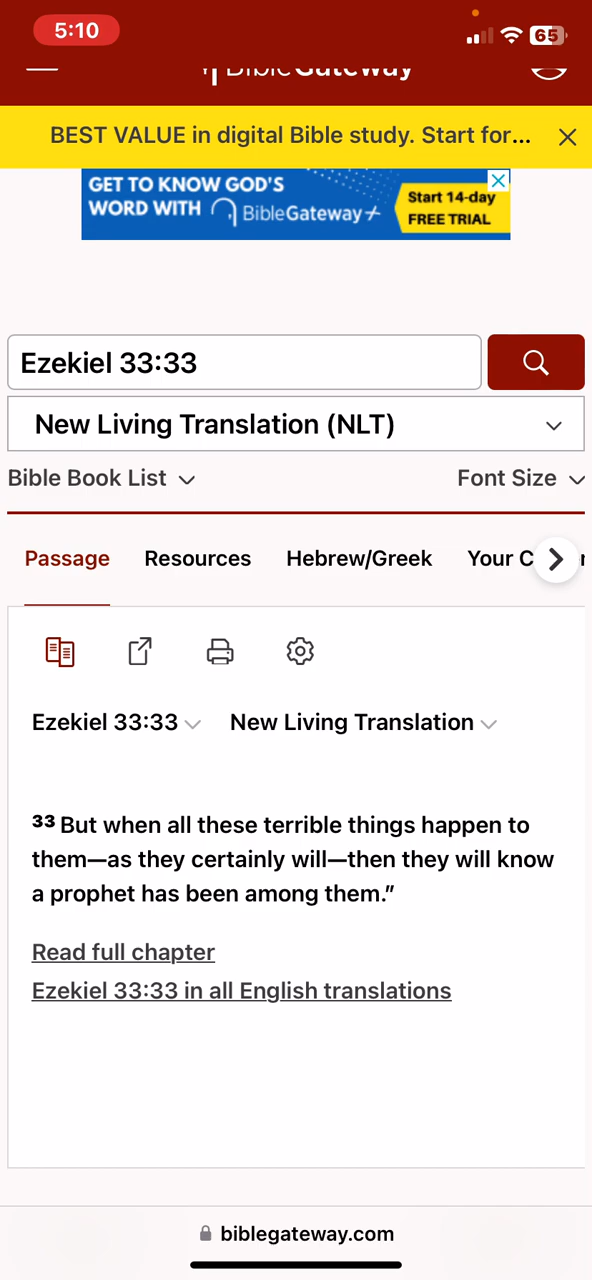 5:10
65
BibleGateway
BEST VALUE in digital Bible study. Start for...
GET TO KNOW GOD'S
WORD WITH BibleGateway+
Start 14-day
FREE TRIAL
Ezekiel 33:33
New Living Translation (NLT)
Bible Book List
Font Size
Passage Resources Hebrew/Greek Your C
Ezekiel 33:33 New Living Translation
33 But when all these terrible things happen to
them—as they certainly will—then they will know
a prophet has been among them.”
Read full chapter
Ezekiel 33:33 in all English translations
biblegateway.com